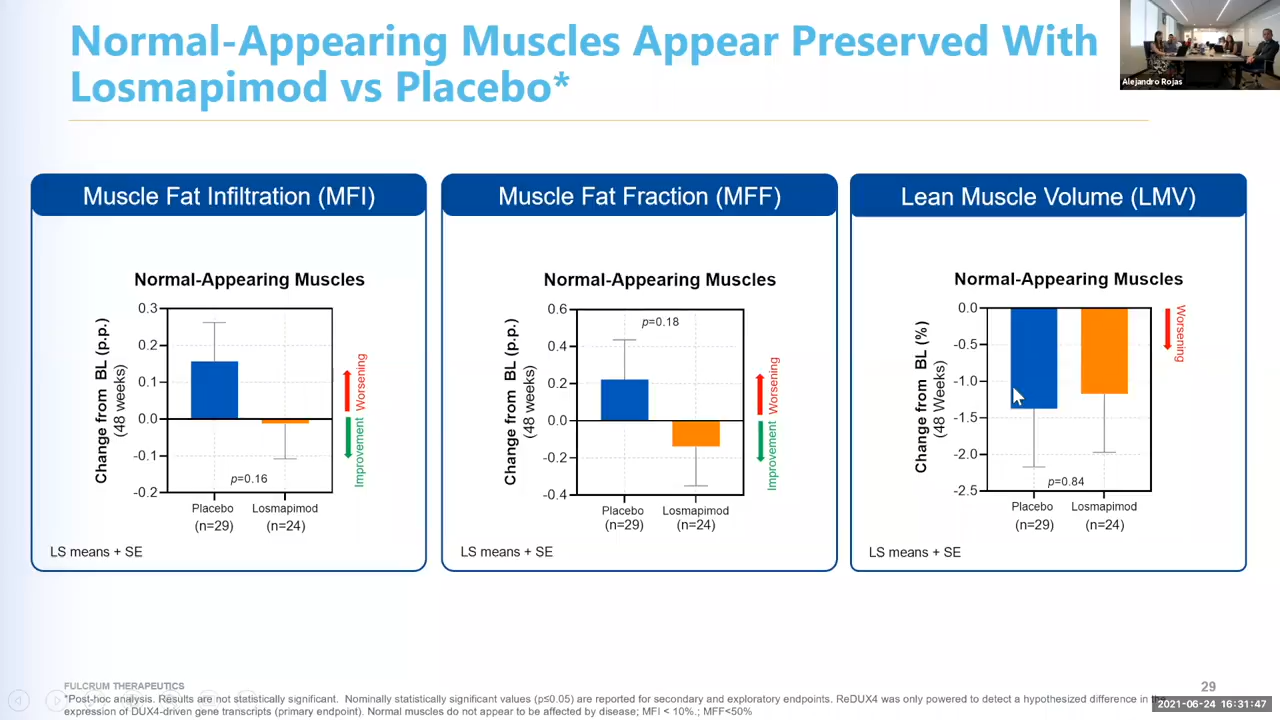 Normal-Appearing Muscles Appear Preserved With
Losmapimod vs Placebo*
Alejandro Rojas
Muscle Fat Infiltration (MFI)
Normal-Appearing Muscles
Change from BL (p.p.)
(48 weeks)
0.3
0.2
0.1
0.0
-0.1
-0.2
p=0.16
Placebo
(n=29)
Losmapimod
(n=24)
Worsening
Improvement
LS means + SE
Muscle Fat Fraction (MFF)
Normal-Appearing Muscles
Change from BL (p.p.)
(48 weeks)
0.6
0.4
0.2
0.0
-0.2
-0.4
p=0.18
Placebo
(n=29)
Losmapimod
(n=24)
Worsening
Improvement
LS means + SE
Lean Muscle Volume (LMV)
Normal-Appearing Muscles
Change from BL (%)
(48 Weeks)
0.0
-0.5
-1.0
-1.5
-2.0
-2.5
p=0.84
Placebo
(n=29)
Losmapimod
(n=24)
Worsening
LS means + SE
FULCRUM THERAPEUTICS
29
*Post-hoc analysis. Results are not statistically significant. Nominally statistically significant values (p≤0.05) are reported for secondary and exploratory endpoints. ReDUX4 was only powered to detect a hypothesized difference in the
expression of DUX4-driven gene transcripts (primary endpoint). Normal muscles do not appear to be affected by disease; MFI < 10%.; MFF<50%
2021-06-24 16:31:47